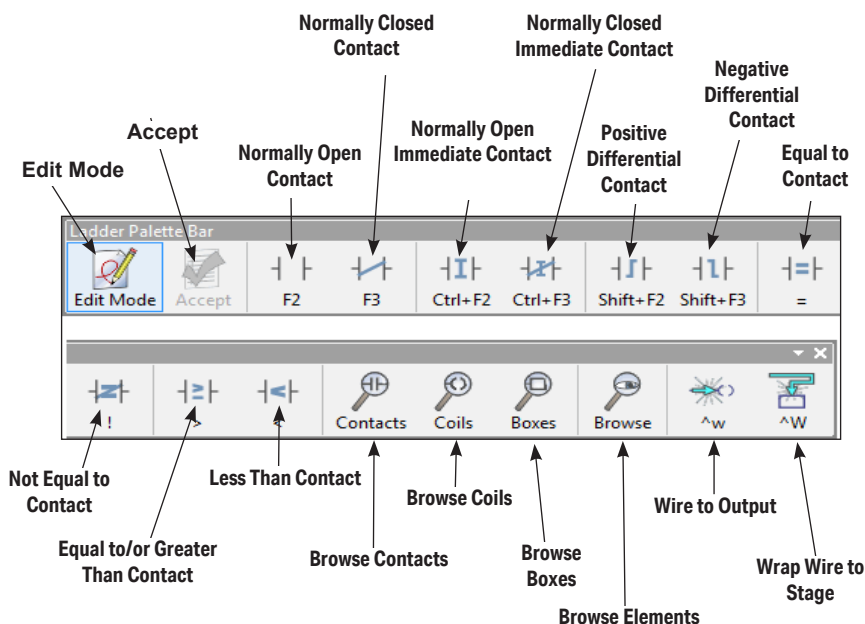 Normally Closed
Contact
Normally Closed
Immediate Contact
Negative
Differential
Contact
Accept
Normally Open
Contact
Normally Open
Immediate Contact
Positive
Differential
Contact
Equal to
Contact
Edit Mode
Ladder Palette Bar
Edit Mode
Accept
F2
F3
Ctrl+F2
Ctrl+F3
Shift+F2
Shift+F3
=
!
>
<
Contacts
Coils
Boxes
Browse
^w
^W
Not Equal to
Contact
Less Than Contact
Browse Coils
Wire to Output
Equal to/or Greater
Than Contact
Browse Contacts
Browse
Boxes
Wrap Wire to
Stage
Browse Elements